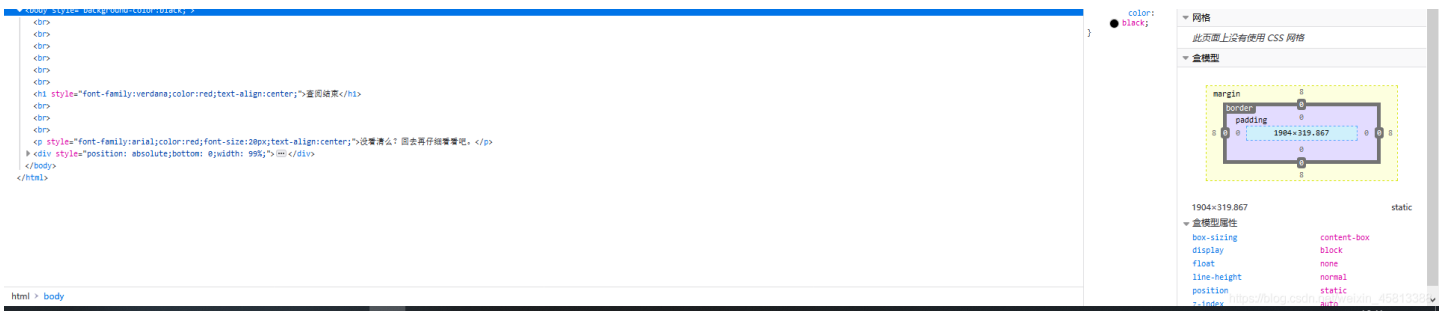 ▼ <body style="background-color:black;">
<br>
<br>
<br>
<br>
<br>
<br>
<h1 style="font-family:verdana;color:red;text-align:center;">查阅结束</h1>
<br>
<br>
<br>
<p style="font-family:arial;color:red;font-size:20px;text-align:center;">没看清么？回去再仔细看看吧。</p>
<div style="position: absolute;bottom: 0;width: 99%;"> ⋯ </div>
</body>
</html>
html > body
color:
black;
}
网格
此页面上没有使用 CSS 网格
盒模型
margin
8
border
0
padding
0
8 0 0 1904×319.867 0 0 8
0
0
8
1904×319.867 static
盒模型属性
box-sizing content-box
display block
float none
line-height normal
position static
z-index auto